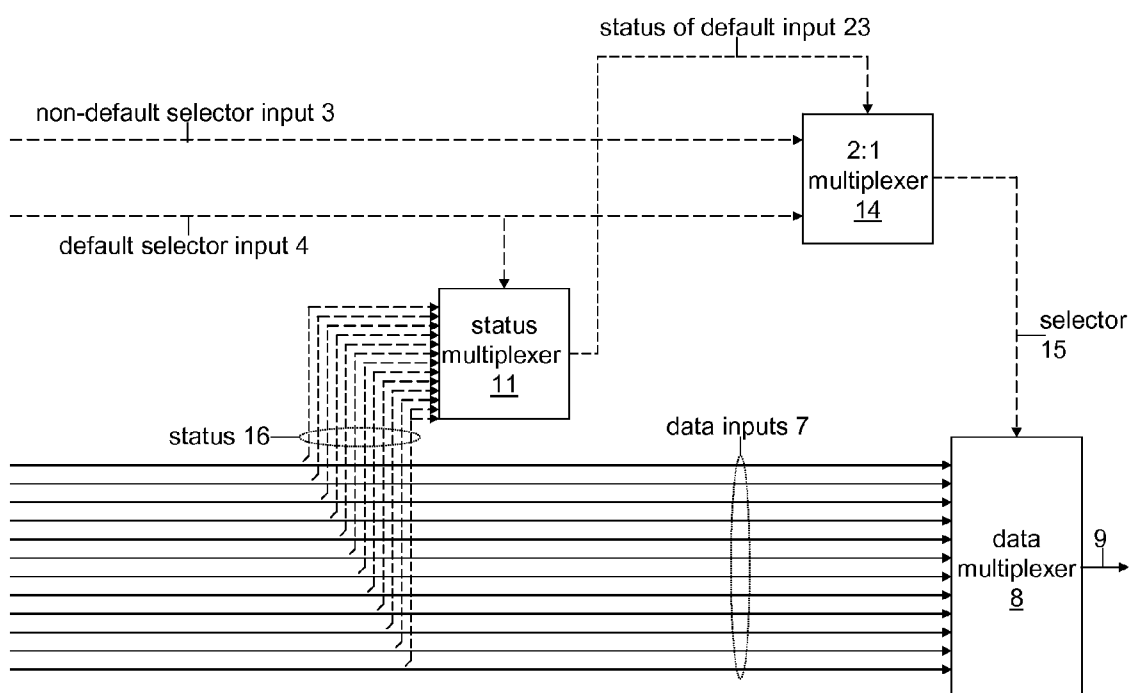 status of default input 23
non-default selector input 3
2:1
multiplexer
14
default selector input 4
status
multiplexer
11
selector
15
status 16
data inputs 7
data
multiplexer
8
9